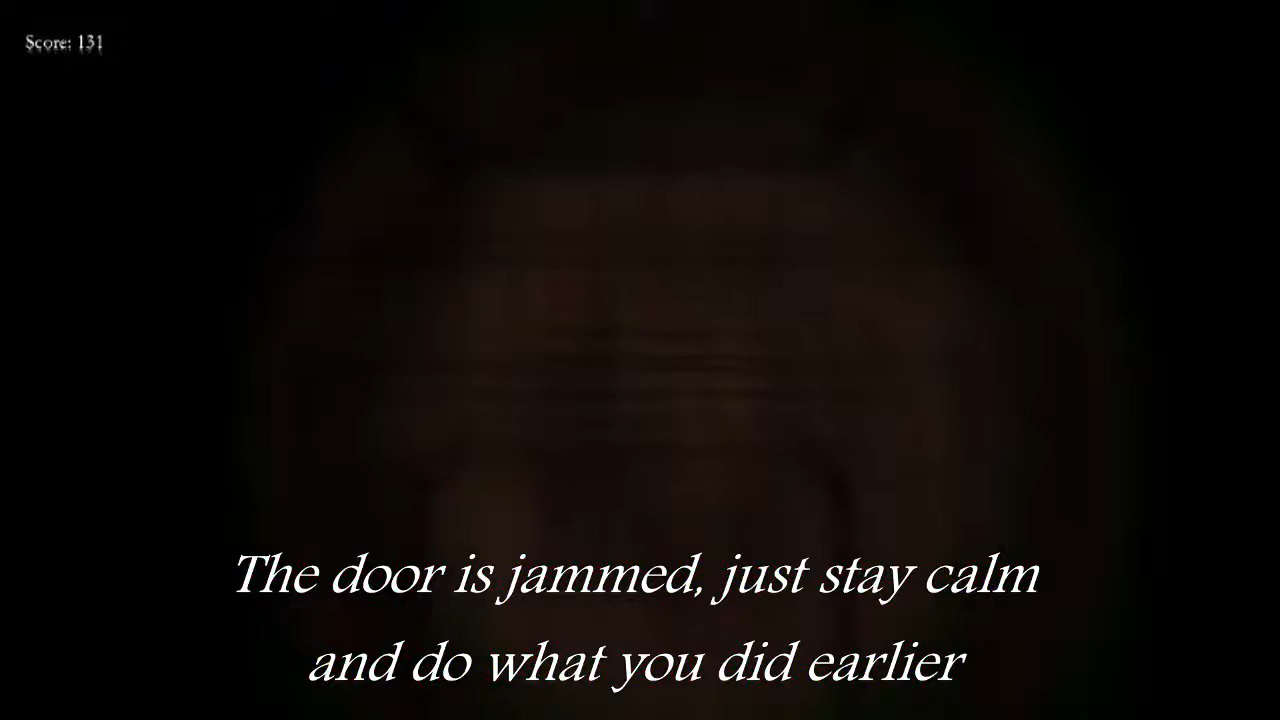 Score: 131
The door is jammed, just stay calm
and do what you did earlier